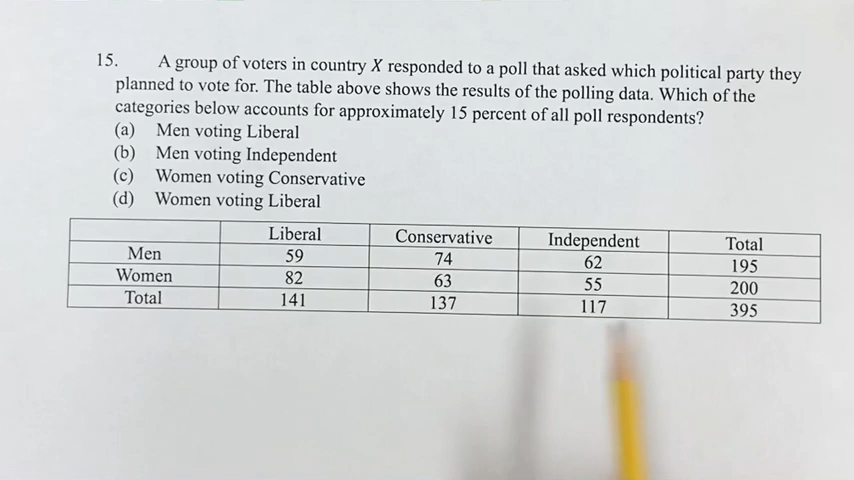 15. A group of voters in country X responded to a poll that asked which political party they
planned to vote for. The table above shows the results of the polling data. Which of the
categories below accounts for approximately 15 percent of all poll respondents?
(a) Men voting Liberal
(b) Men voting Independent
(c) Women voting Conservative
(d) Women voting Liberal
Liberal Conservative Independent Total
Men 59 74 62 195
Women 82 63 55 200
Total 141 137 117 395